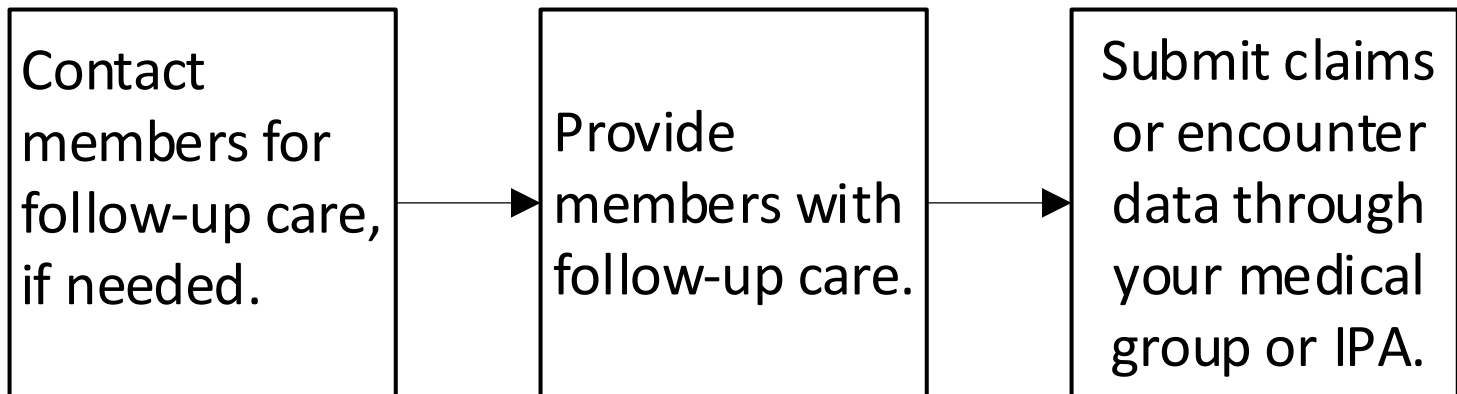 Contact
members for
follow-up care,
if needed.
Provide
members with
follow-up care.
Submit claims
or encounter
data through
your medical
group or IPA.